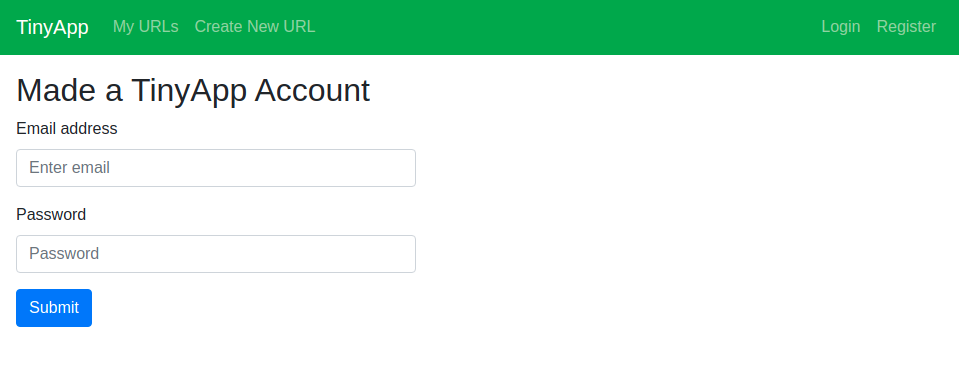 TinyApp My URLs Create New URL Login Register
Made a TinyApp Account
Email address
Enter email
Password
Password
Submit